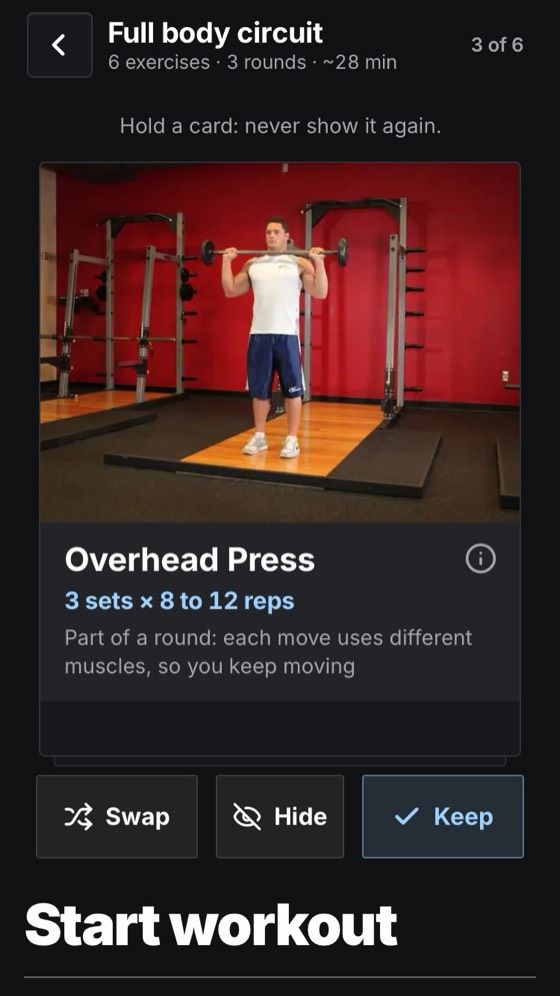 Full body circuit
6 exercises · 3 rounds · ~28 min
3 of 6
Hold a card: never show it again.
Overhead Press
3 sets × 8 to 12 reps
Part of a round: each move uses different
muscles, so you keep moving
Swap
Hide
Keep
Start workout